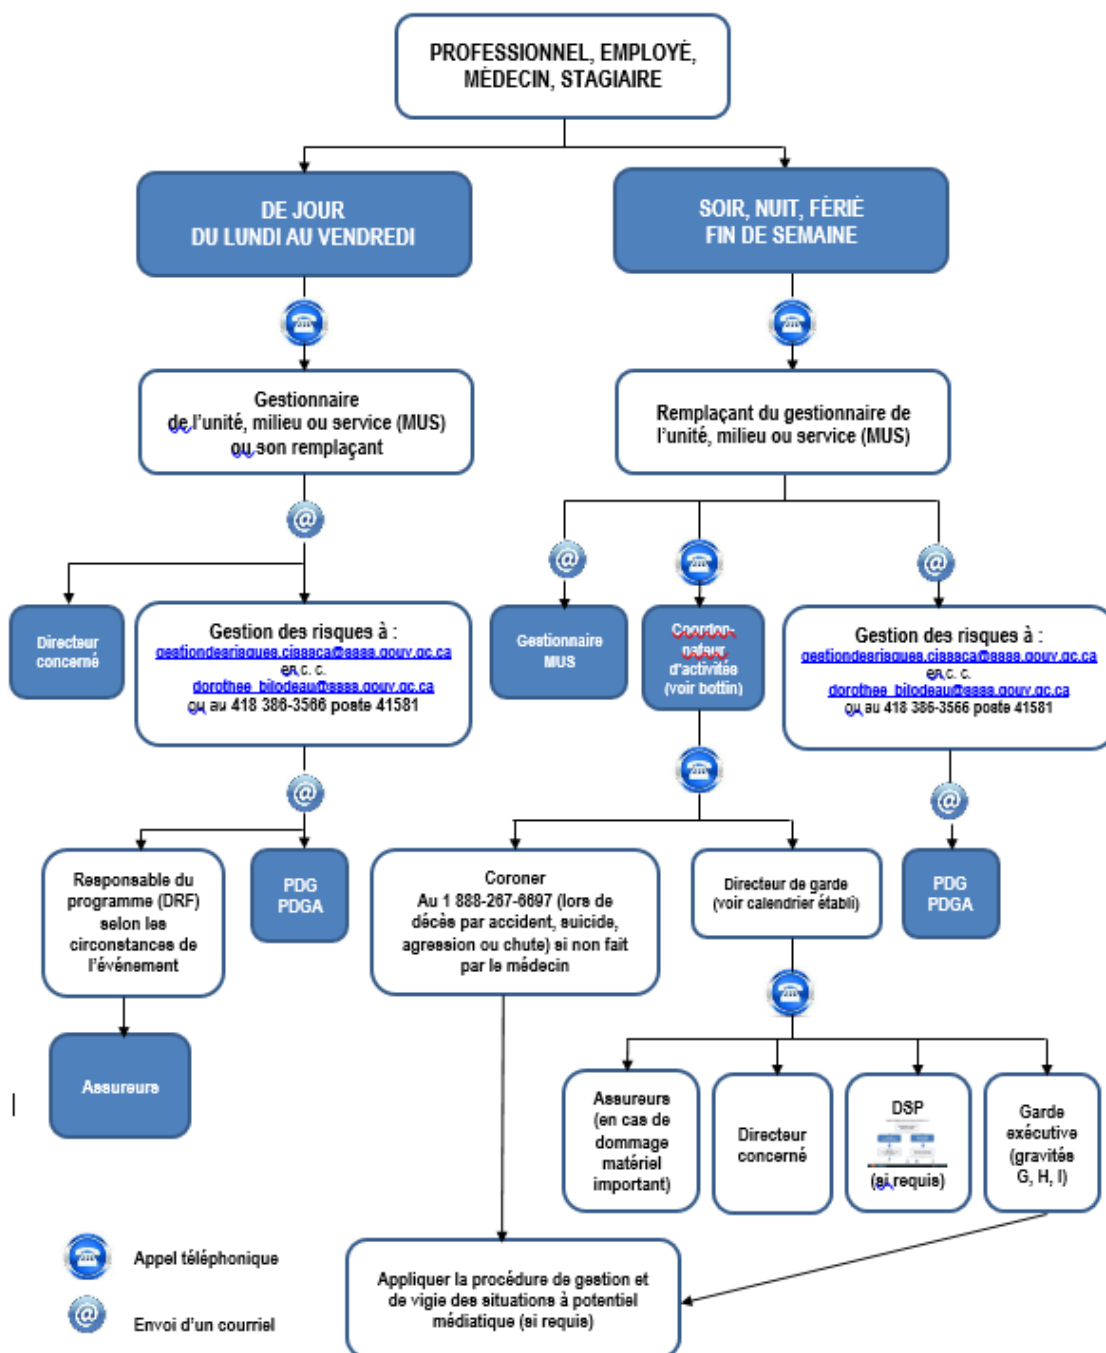 PROFESSIONNEL, EMPLOYÉ,
MÉDECIN, STAGIAIRE
DE JOUR
DU LUNDI AU VENDREDI
SOIR, NUIT, FÉRIÉ
FIN DE SEMAINE
Gestionnaire
de l'unité, milieu ou service (MUS)
ou son remplaçant
Remplaçant du gestionnaire de
l'unité, milieu ou service (MUS)
Directeur
concerné
Gestion des risques à :
gestiondesrisques.cisssca@ssss.gouv.qc.ca
en c. c.
dorothee_bilodeau@ssss.gouv.qc.ca
ou au 418 386-3566 poste 41581
Gestionnaire
MUS
Coordon-
nateur
d'activités
(voir bottin)
Gestion des risques à :
gestiondesrisques.cisssca@ssss.gouv.qc.ca
en c. c.
dorothee_bilodeau@ssss.gouv.qc.ca
ou au 418 386-3566 poste 41581
Responsable du
programme (DRF)
selon les
circonstances de
l'événement
PDG
PDGA
Coroner
Au 1 888-267-6697 (lors de
décès par accident, suicide,
agression ou chute) si non fait
par le médecin
Directeur de garde
(voir calendrier établi)
PDG
PDGA
Assureurs
Assureurs
(en cas de
dommage
matériel
important)
Directeur
concerné
DSP
(si requis)
Garde
exécutive
(gravités
G, H, I)
Appliquer la procédure de gestion et
de vigie des situations à potentiel
médiatique (si requis)
Appel téléphonique
Envoi d'un courriel